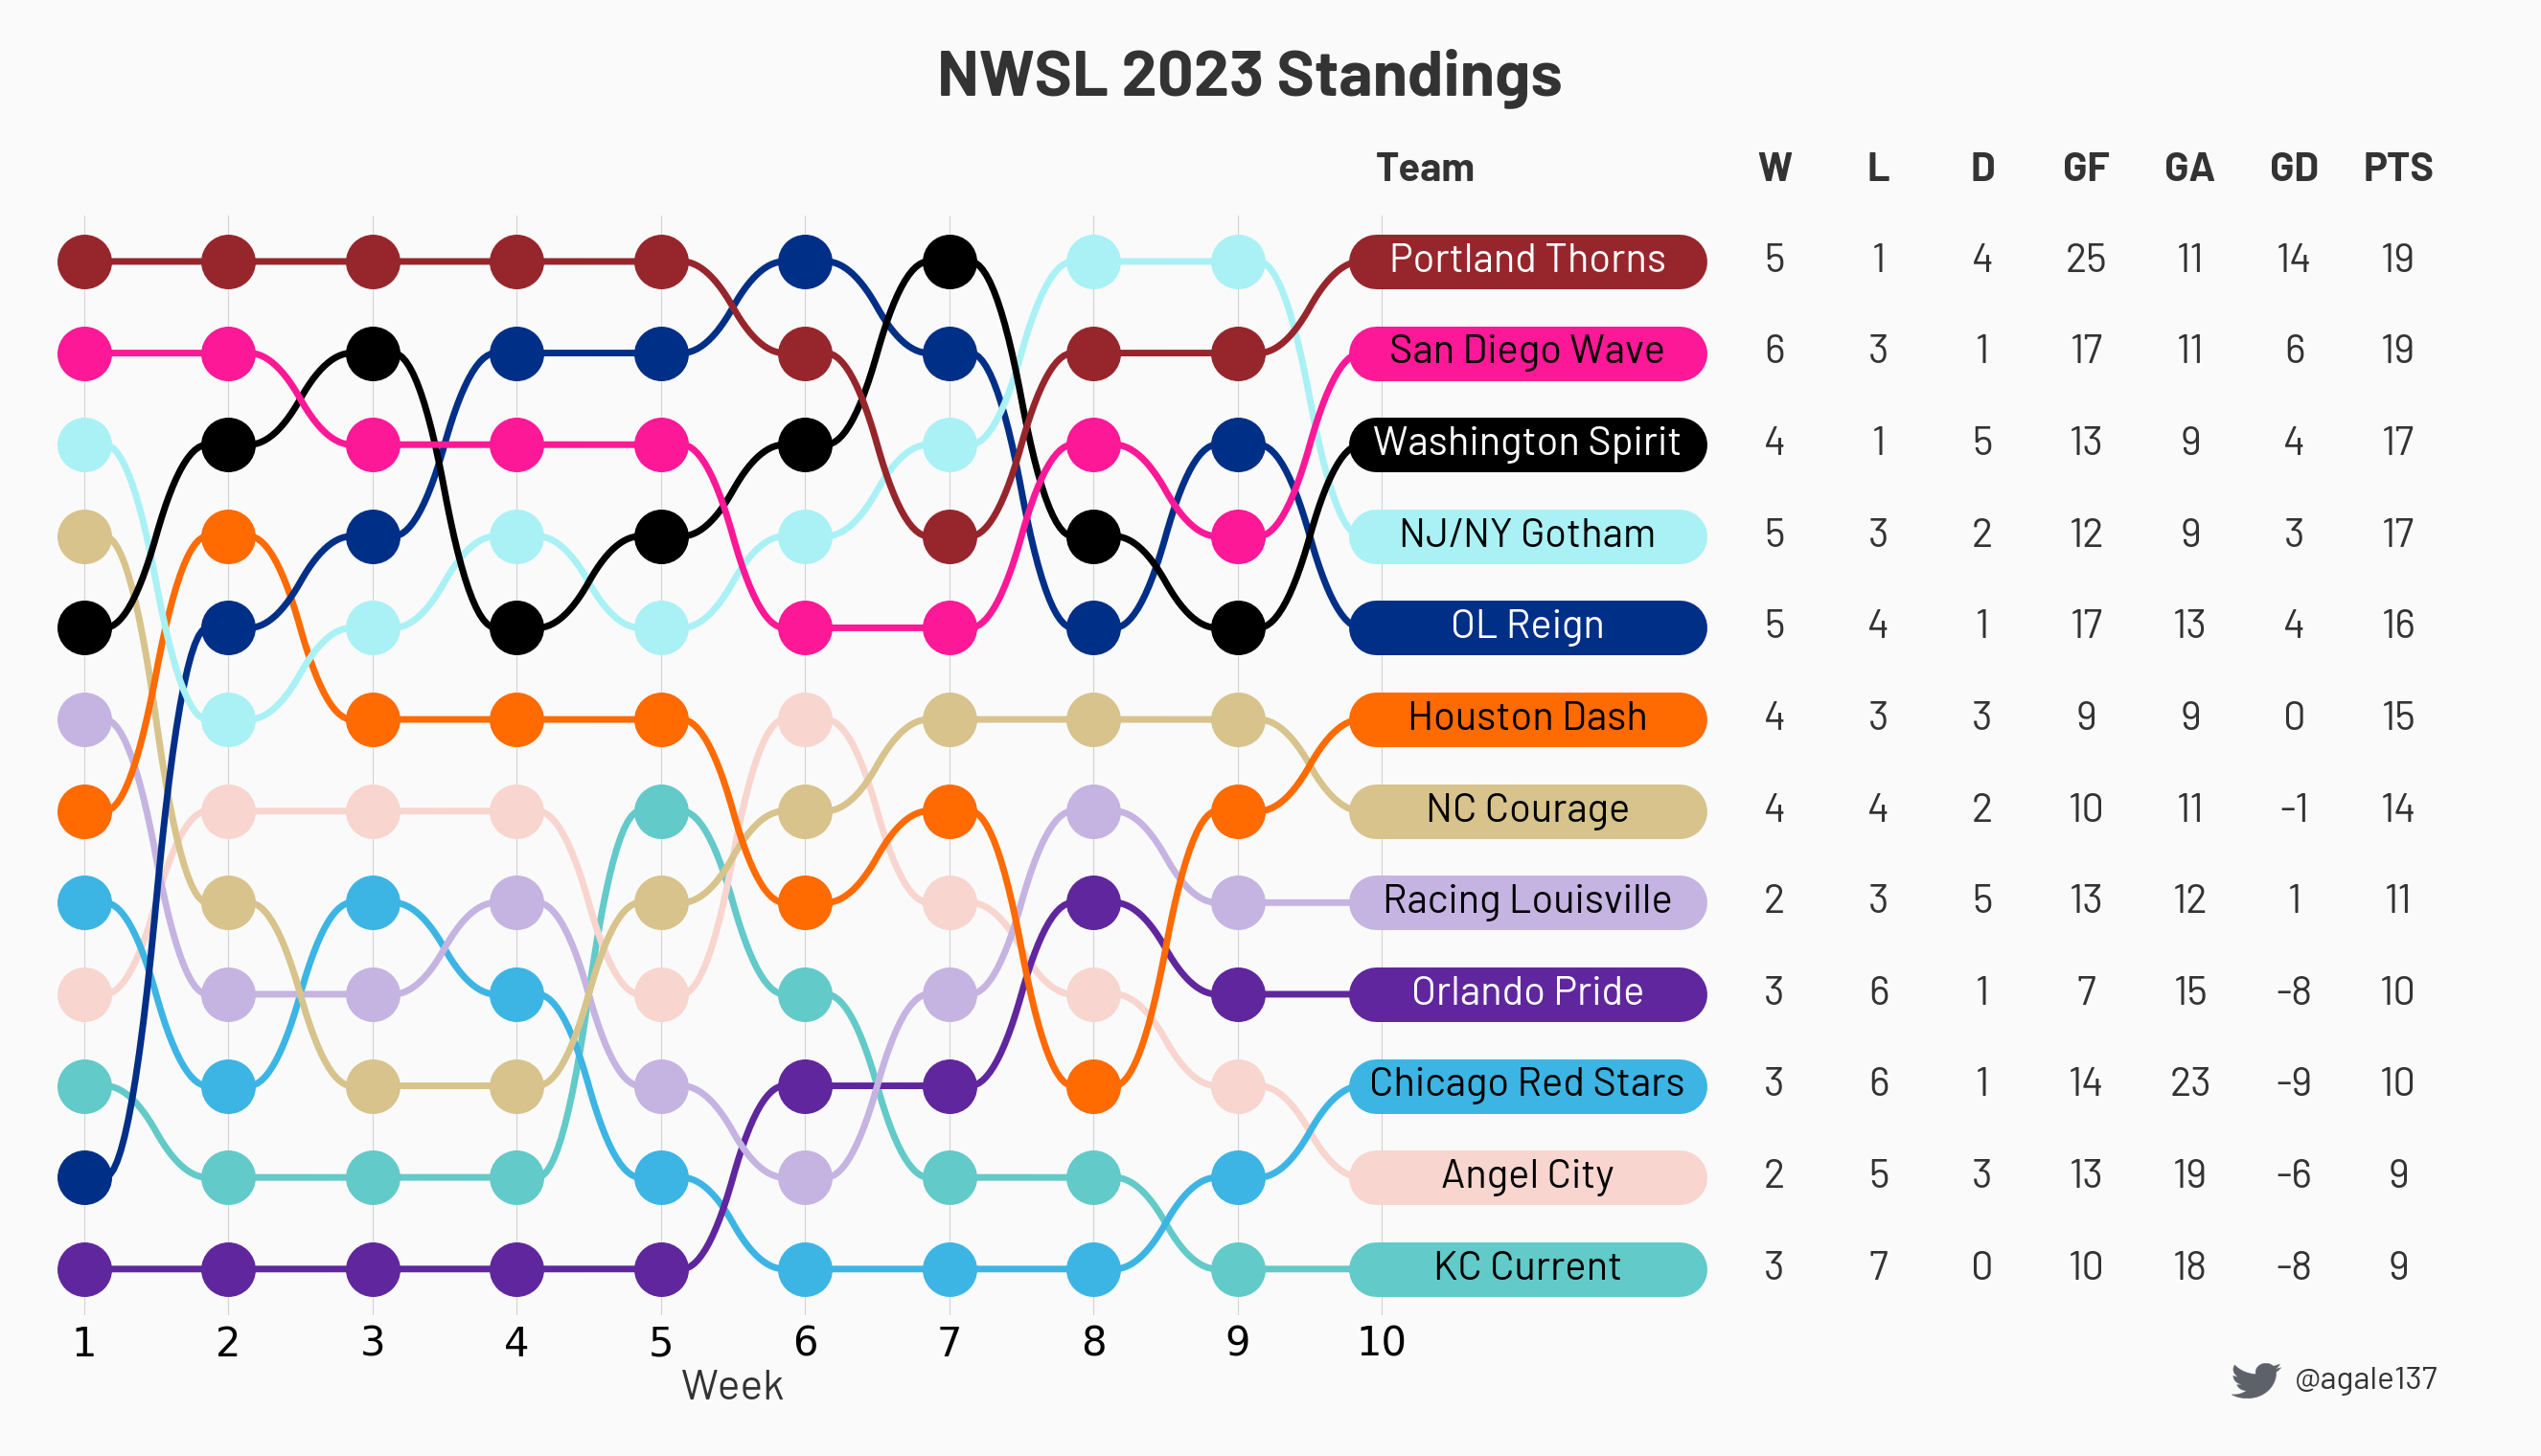 NWSL 2023 Standings
Team W L D GF GA GD PTS
Portland Thorns 5 1 4 25 11 14 19
San Diego Wave 6 3 1 17 11 6 19
Washington Spirit 4 1 5 13 9 4 17
NJ/NY Gotham 5 3 2 12 9 3 17
OL Reign 5 4 1 17 13 4 16
Houston Dash 4 3 3 9 9 0 15
NC Courage 4 4 2 10 11 -1 14
Racing Louisville 2 3 5 13 12 1 11
Orlando Pride 3 6 1 7 15 -8 10
Chicago Red Stars 3 6 1 14 23 -9 10
Angel City 2 5 3 13 19 -6 9
KC Current 3 7 0 10 18 -8 9
1 2 3 4 5 6 7 8 9 10
Week
@agale137